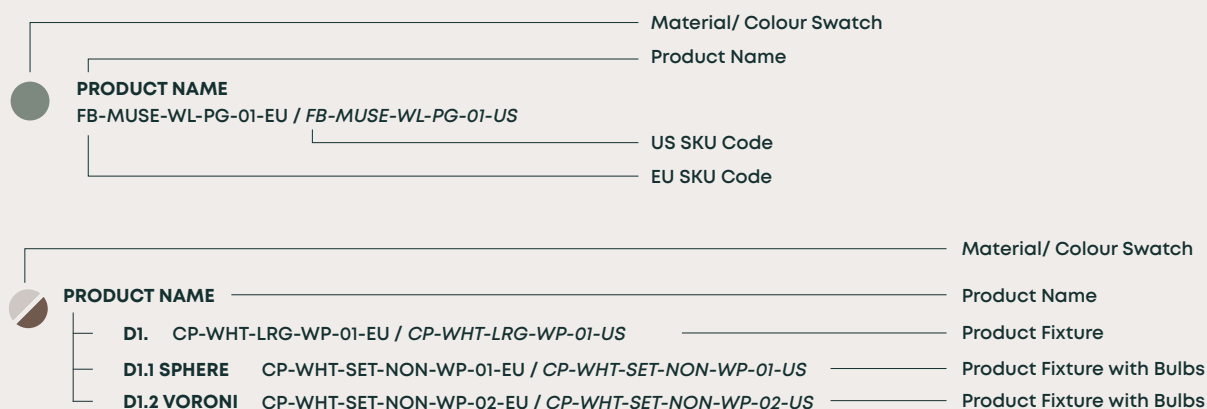 Material/ Colour Swatch
Product Name
PRODUCT NAME
FB-MUSE-WL-PG-01-EU / FB-MUSE-WL-PG-01-US
US SKU Code
EU SKU Code
Material/ Colour Swatch
PRODUCT NAME Product Name
D1. CP-WHT-LRG-WP-01-EU / CP-WHT-LRG-WP-01-US Product Fixture
D1.1 SPHERE CP-WHT-SET-NON-WP-01-EU / CP-WHT-SET-NON-WP-01-US Product Fixture with Bulbs
D1.2 VORONI CP-WHT-SET-NON-WP-02-EU / CP-WHT-SET-NON-WP-02-US Product Fixture with Bulbs